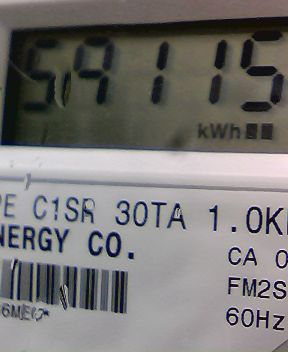 59115
kWh
PE C1SR 30TA 1.0K
NERGY CO.
CA 0
FM2S
60Hz